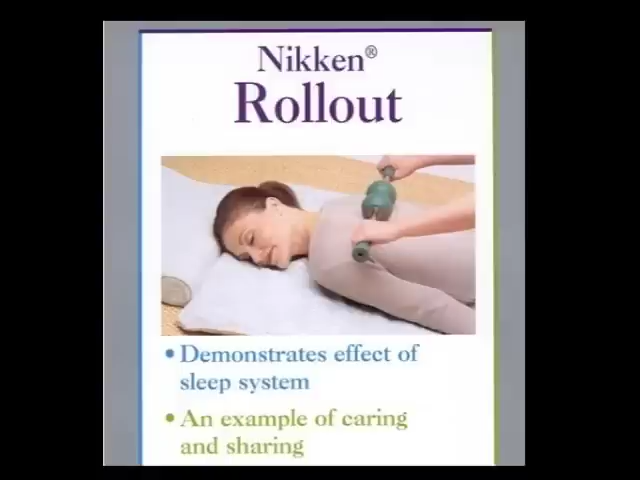 Nikken®
Rollout
• Demonstrates effect of
sleep system
• An example of caring
and sharing